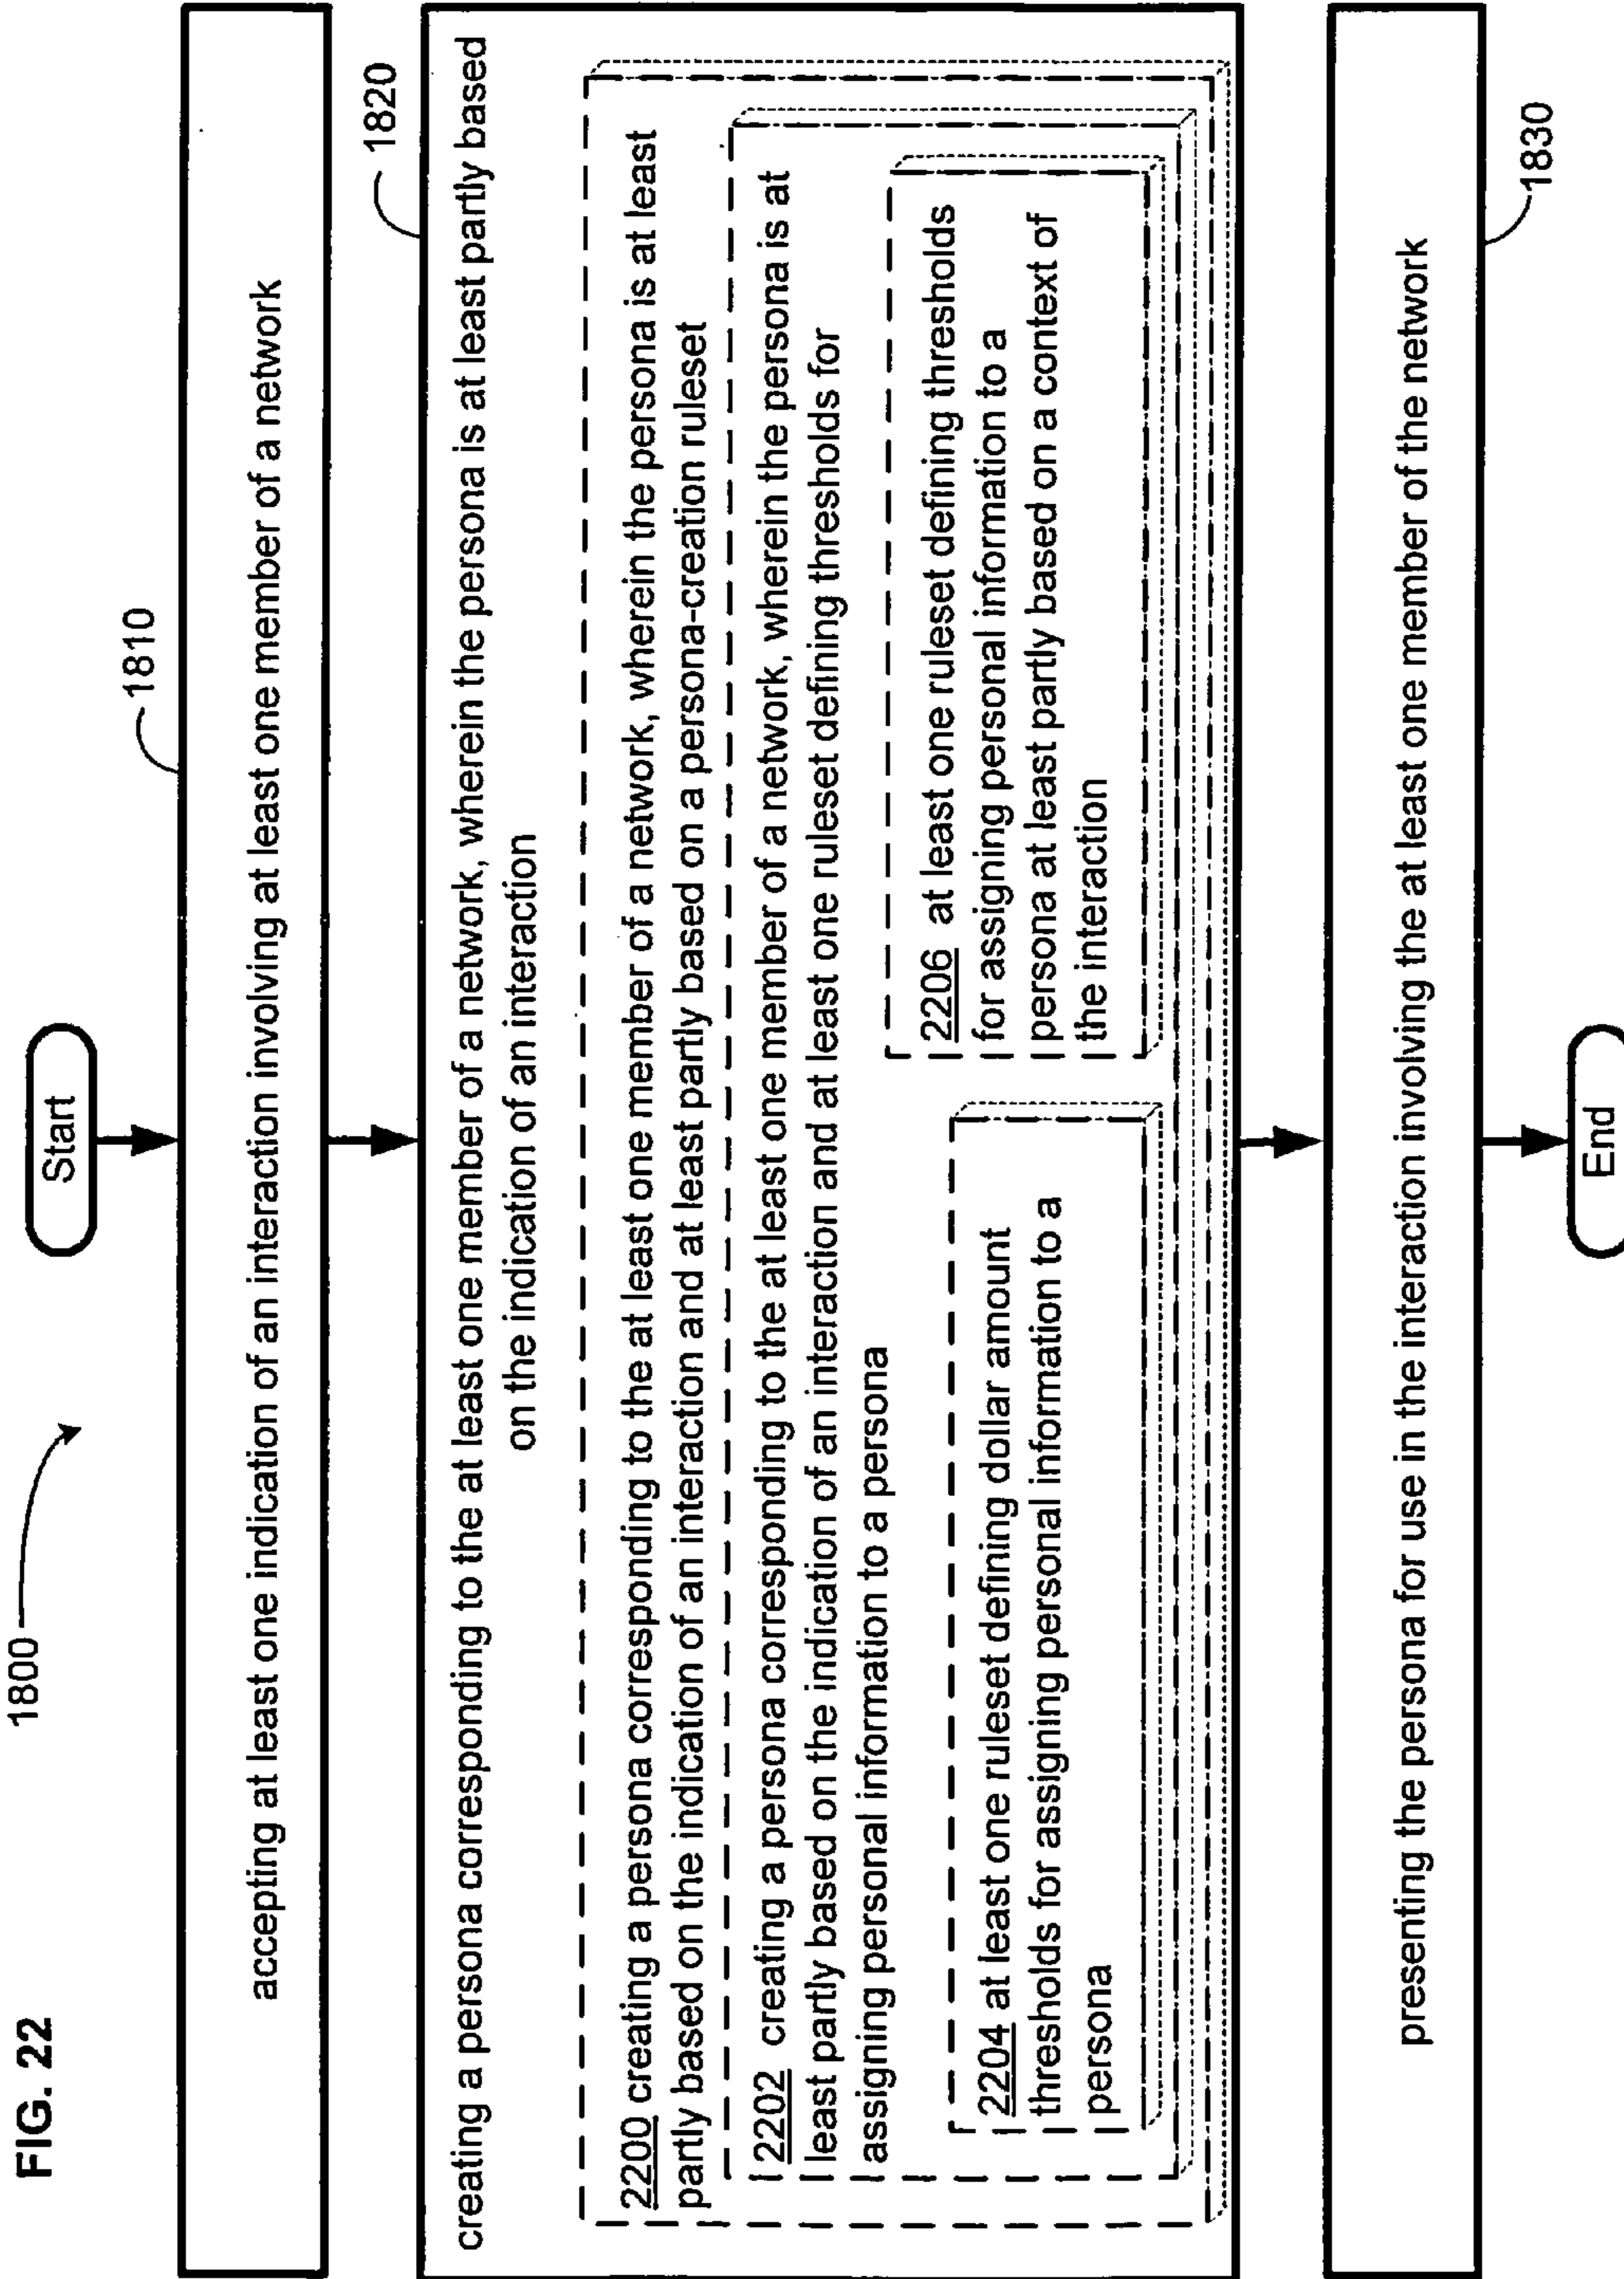 FIG. 22
1800
Start
1810
accepting at least one indication of an interaction involving at least one member of a network
1820
creating a persona corresponding to the at least one member of a network, wherein the persona is at least partly based
on the indication of an interaction
2200 creating a persona corresponding to the at least one member of a network, wherein the persona is at least
partly based on the indication of an interaction and at least partly based on a persona-creation ruleset
2202 creating a persona corresponding to the at least one member of a network, wherein the persona is at
least partly based on the indication of an interaction and at least one ruleset defining thresholds for
assigning personal information to a persona
2204 at least one ruleset defining dollar amount
thresholds for assigning personal information to a
persona
2206 at least one ruleset defining thresholds
for assigning personal information to a
persona at least partly based on a context of
the interaction
presenting the persona for use in the interaction involving the at least one member of the network
1830
End